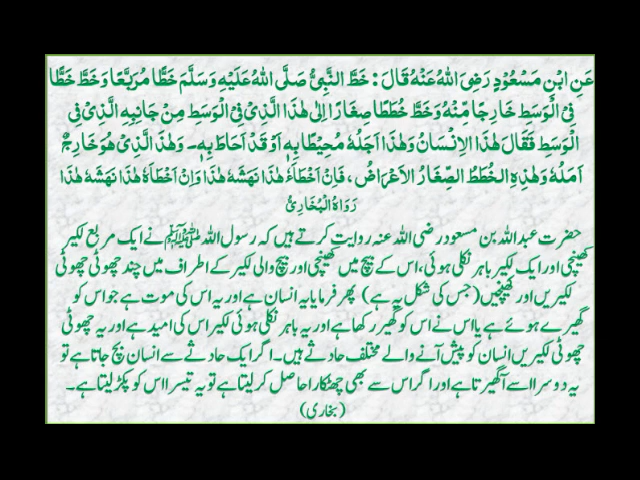 عَنِ ابْنِ مَسْعُوْدٍ رَضِیَ اللهُ عَنْهُ قَالَ: خَطَّ النَّبِیُّ صَلَّی اللهُ عَلَیْهِ وَسَلَّمَ خَطًّا مُرَبَّعًا وَخَطَّ خَطًّا
فِی الْوَسَطِ خَارِجًا مِّنْهُ وَخَطَّ خُطَطًا صِغَارًا اِلٰی هٰذَا الَّذِیْ فِی الْوَسَطِ مِنْ جَانِبِهِ الَّذِیْ فِی
الْوَسَطِ فَقَالَ هٰذَا الْاِنْسَانُ وَهٰذَا اَجَلُهٗ مُحِیْطٌ بِهٖ اَوْ قَدْ اَحَاطَ بِهٖ۔ وَهٰذَا الَّذِیْ هُوَ خَارِجٌ
اَمَلُهٗ وَهٰذِهِ الْخُطَطُ الصِّغَارُ الْاَعْرَاضُ، فَاِنْ اَخْطَاَهٗ هٰذَا نَهَشَهٗ هٰذَا وَاِنْ اَخْطَاَهٗ هٰذَا نَهَشَهٗ هٰذَا
رَوَاهُ الْبُخَارِیُّ
حضرت عبداللہ بن مسعود رضی اللہ عنہ روایت کرتے ہیں کہ رسول اللہ ﷺ نے ایک مربع لکیر
کھینچی اور ایک لکیر باہر نکلی ہوئی، اس کے بیچ میں کھینچی اور بیچ والی لکیر کے اطراف میں چند چھوٹی چھوٹی
لکیریں اور کھینچیں (جس کی شکل یہ ہے) پھر فرمایا یہ انسان ہے اور یہ اس کی موت ہے جو اس کو
گھیرے ہوئے ہے یا اس نے اس کو گھیر رکھا ہے اور یہ باہر نکلی ہوئی لکیر اس کی امید ہے اور یہ چھوٹی
چھوٹی لکیریں انسان کو پیش آنے والے مختلف حادثے ہیں۔ اگر ایک حادثے سے انسان بچ جاتا ہے تو
یہ دوسرا اسے آگھیرتا ہے اور اگر اس سے بھی چھٹکارا حاصل کرلیتا ہے تو یہ تیسرا اس کو پکڑ لیتا ہے۔
(بخاری)